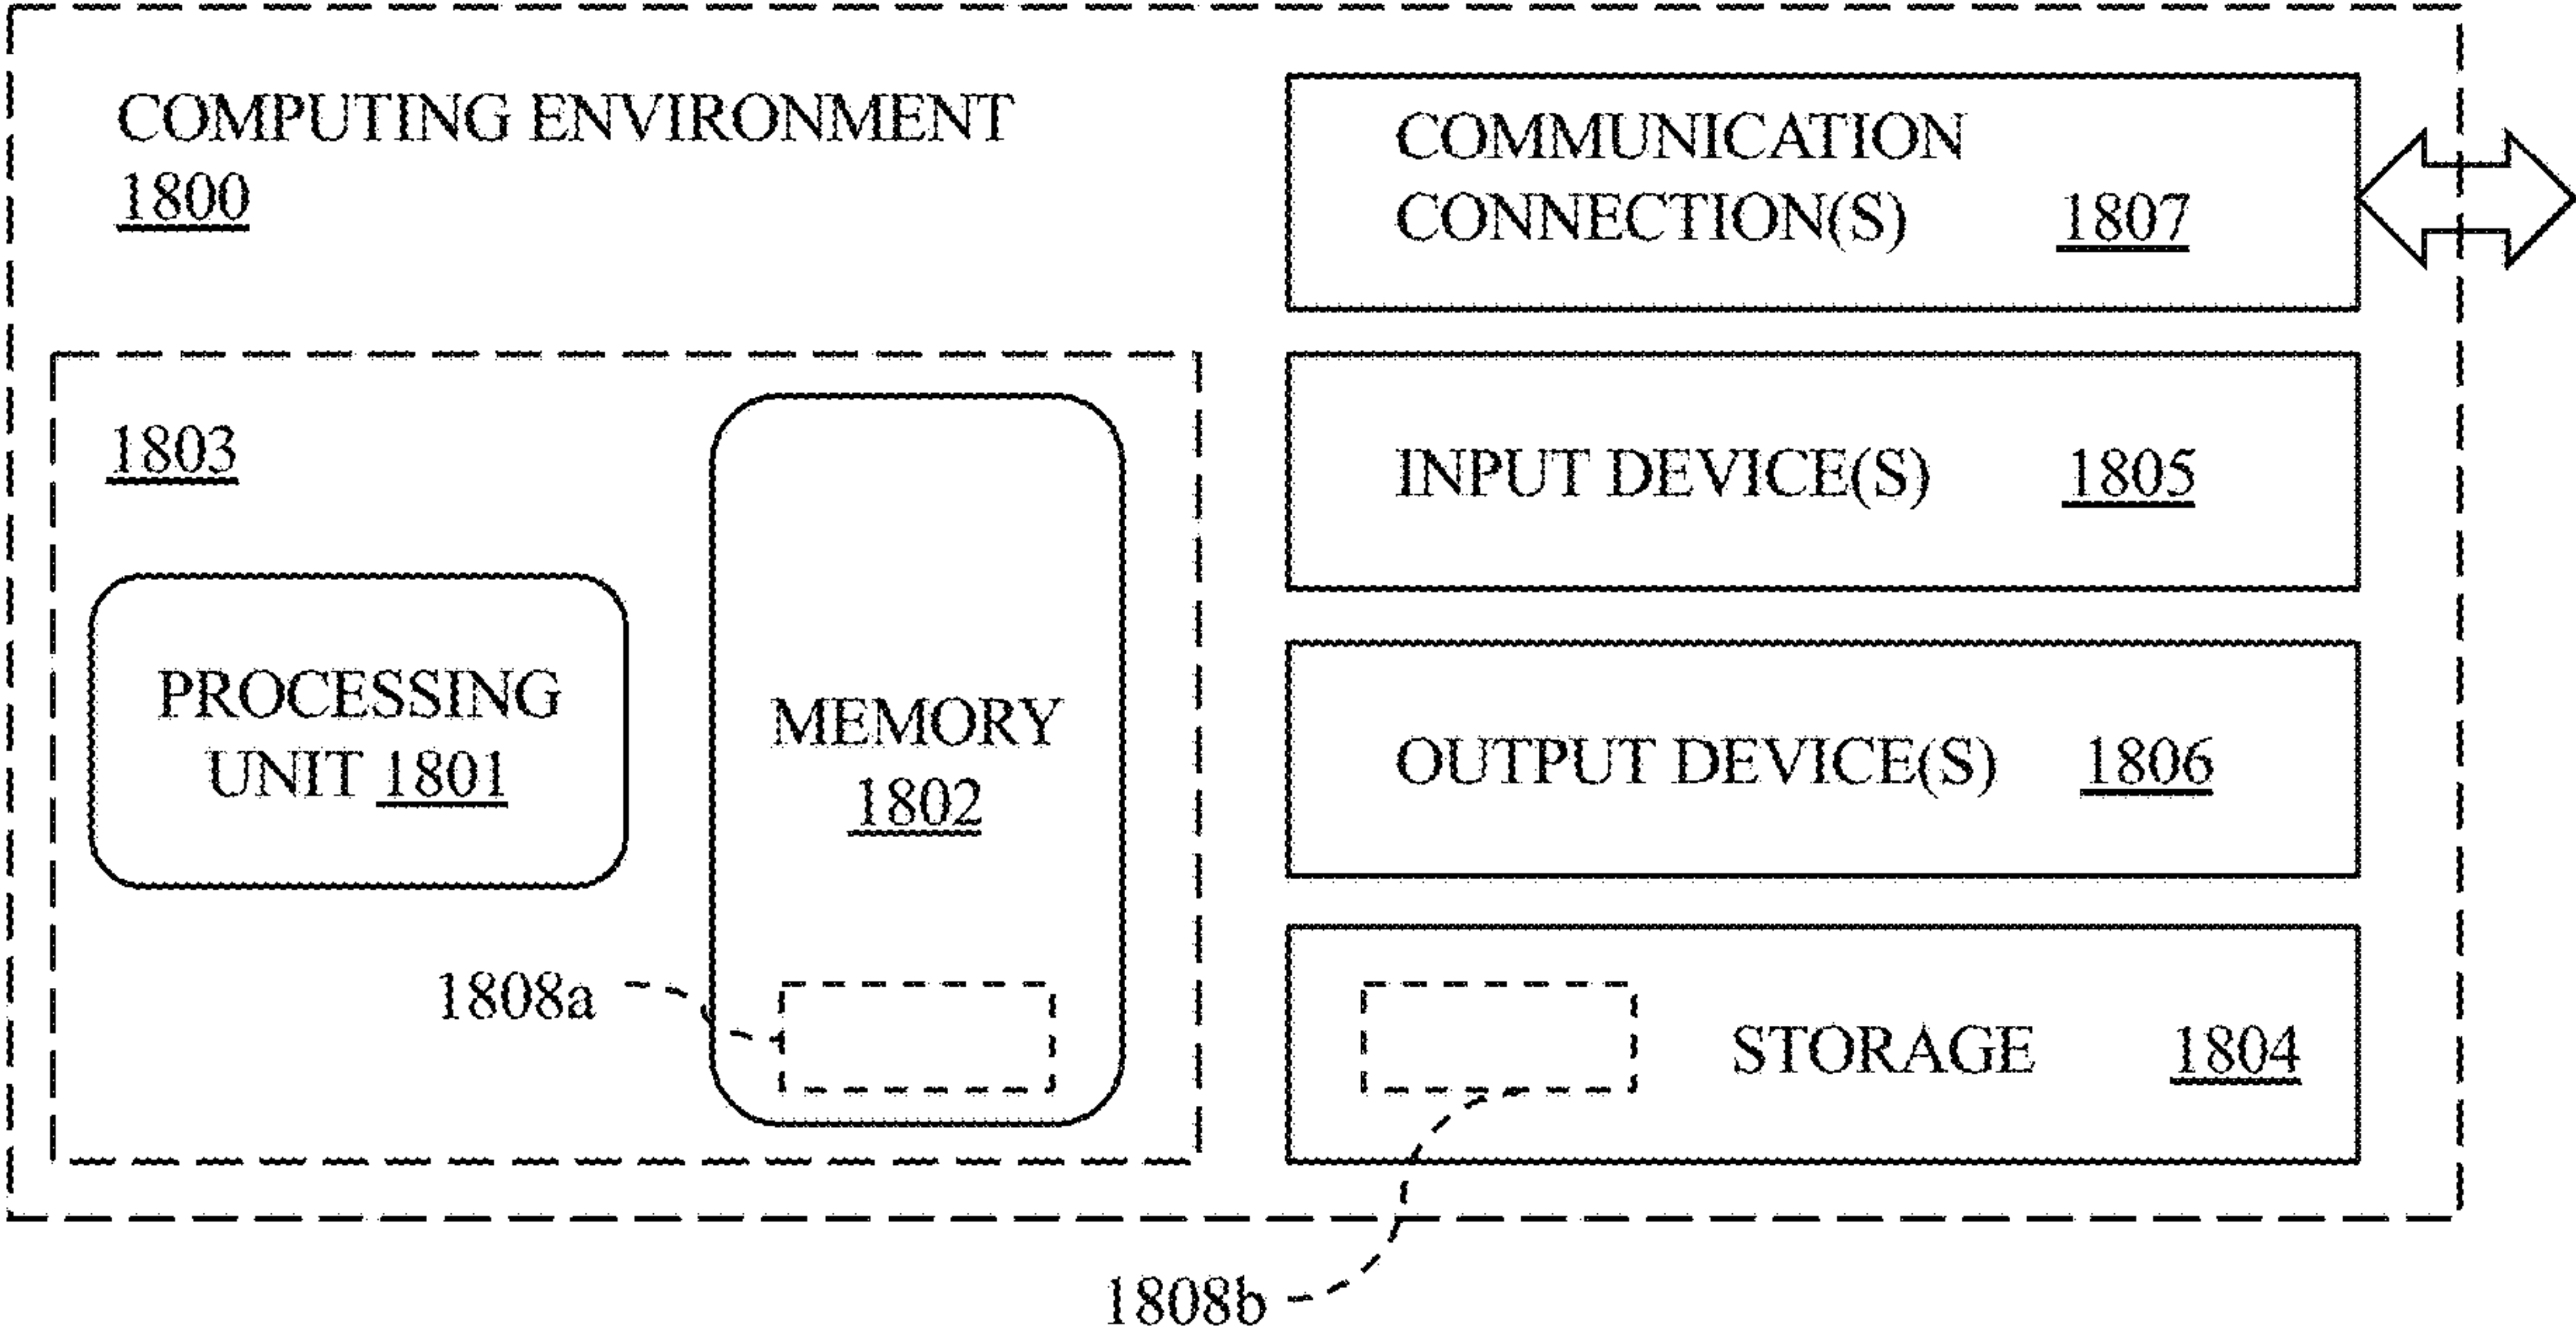 COMPUTING ENVIRONMENT
1800
COMMUNICATION
CONNECTION(S) 1807
1803
INPUT DEVICE(S) 1805
PROCESSING
UNIT 1801
MEMORY
1802
OUTPUT DEVICE(S) 1806
1808a
STORAGE 1804
1808b